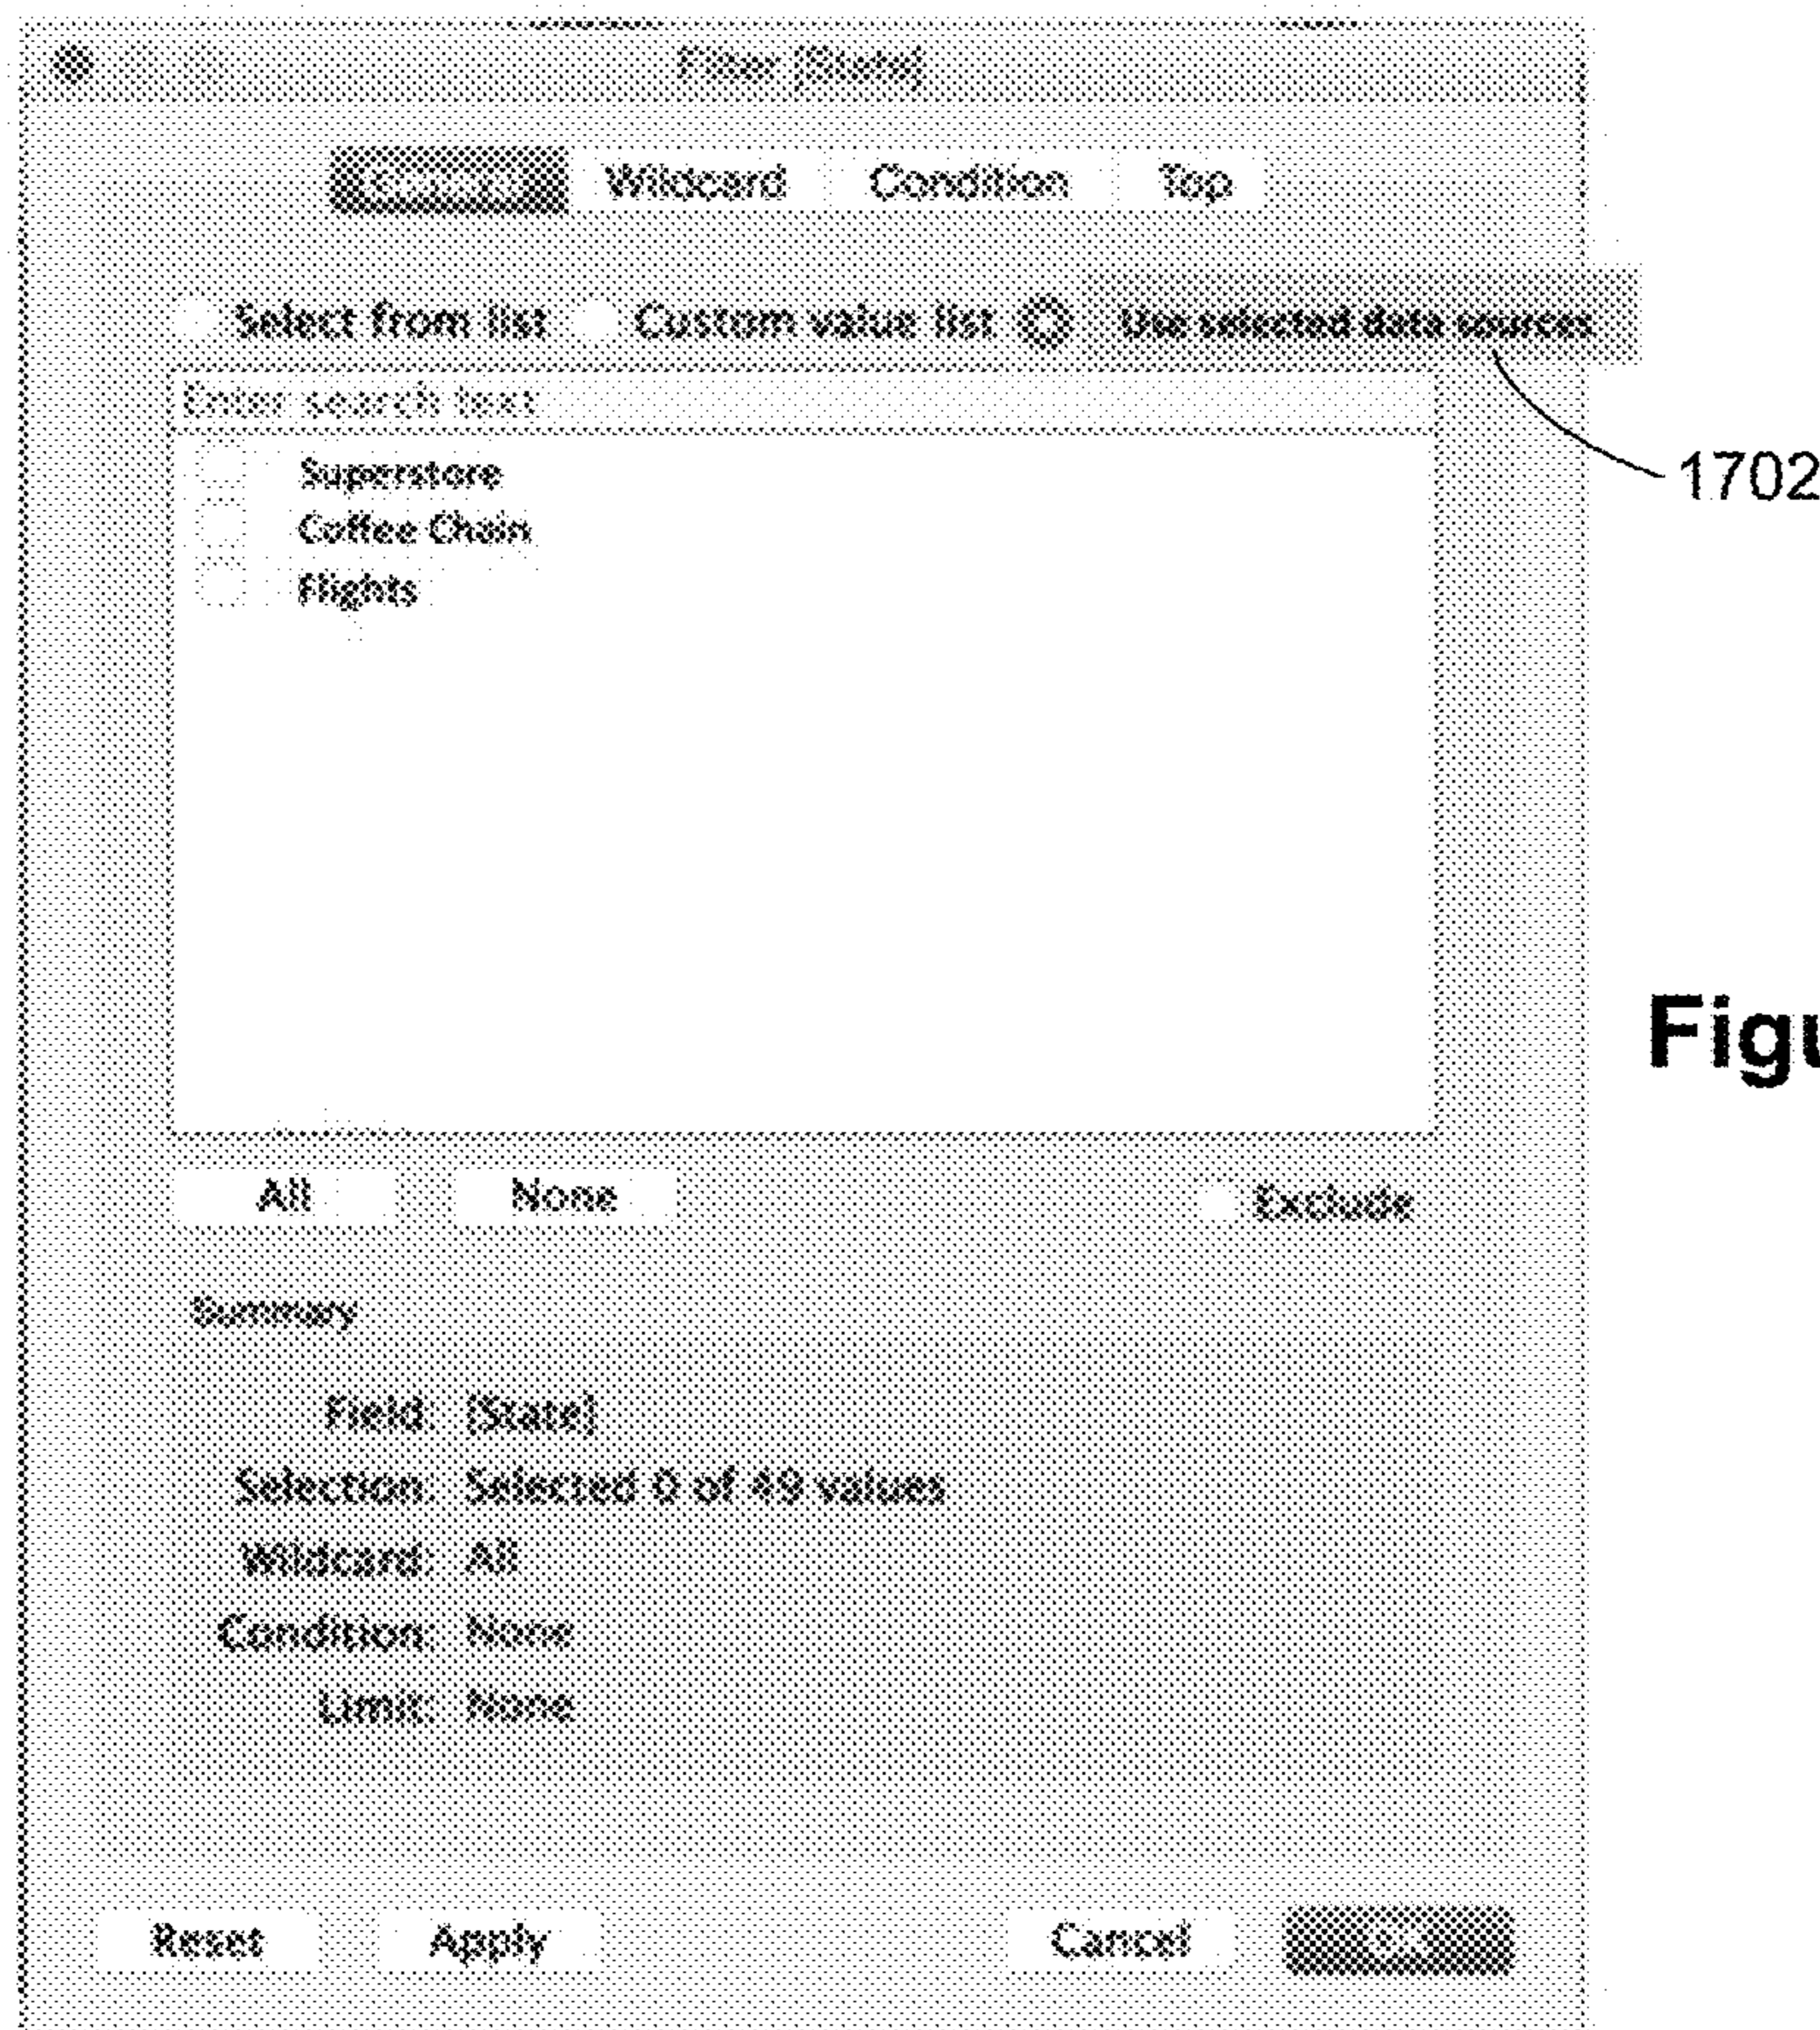 Filter [State]
Wildcard Condition Top
Select from list Custom value list Use selected data sources
Enter search text
Superstore
1702
Coffee Chain
Flights
All None Exclude
Summary
Field: [State]
Selection: Selected 0 of 49 values
Wildcard: All
Condition: None
Limit: None
Reset Apply Cancel